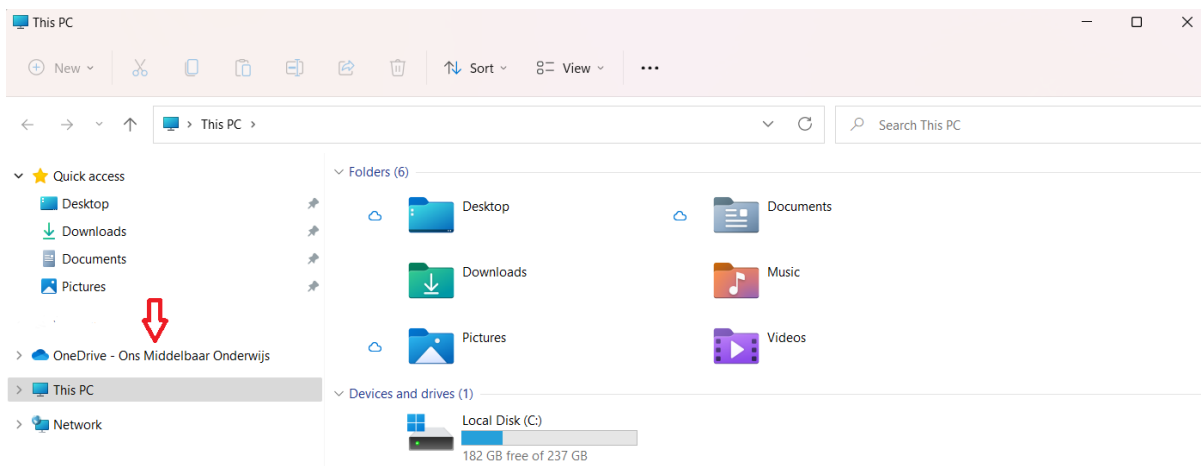 This PC
New
Sort
View
This PC
Search This PC
Quick access
Desktop
Downloads
Documents
Pictures
OneDrive - Ons Middelbaar Onderwijs
This PC
Network
Folders (6)
Desktop
Documents
Downloads
Music
Pictures
Videos
Devices and drives (1)
Local Disk (C:)
182 GB free of 237 GB